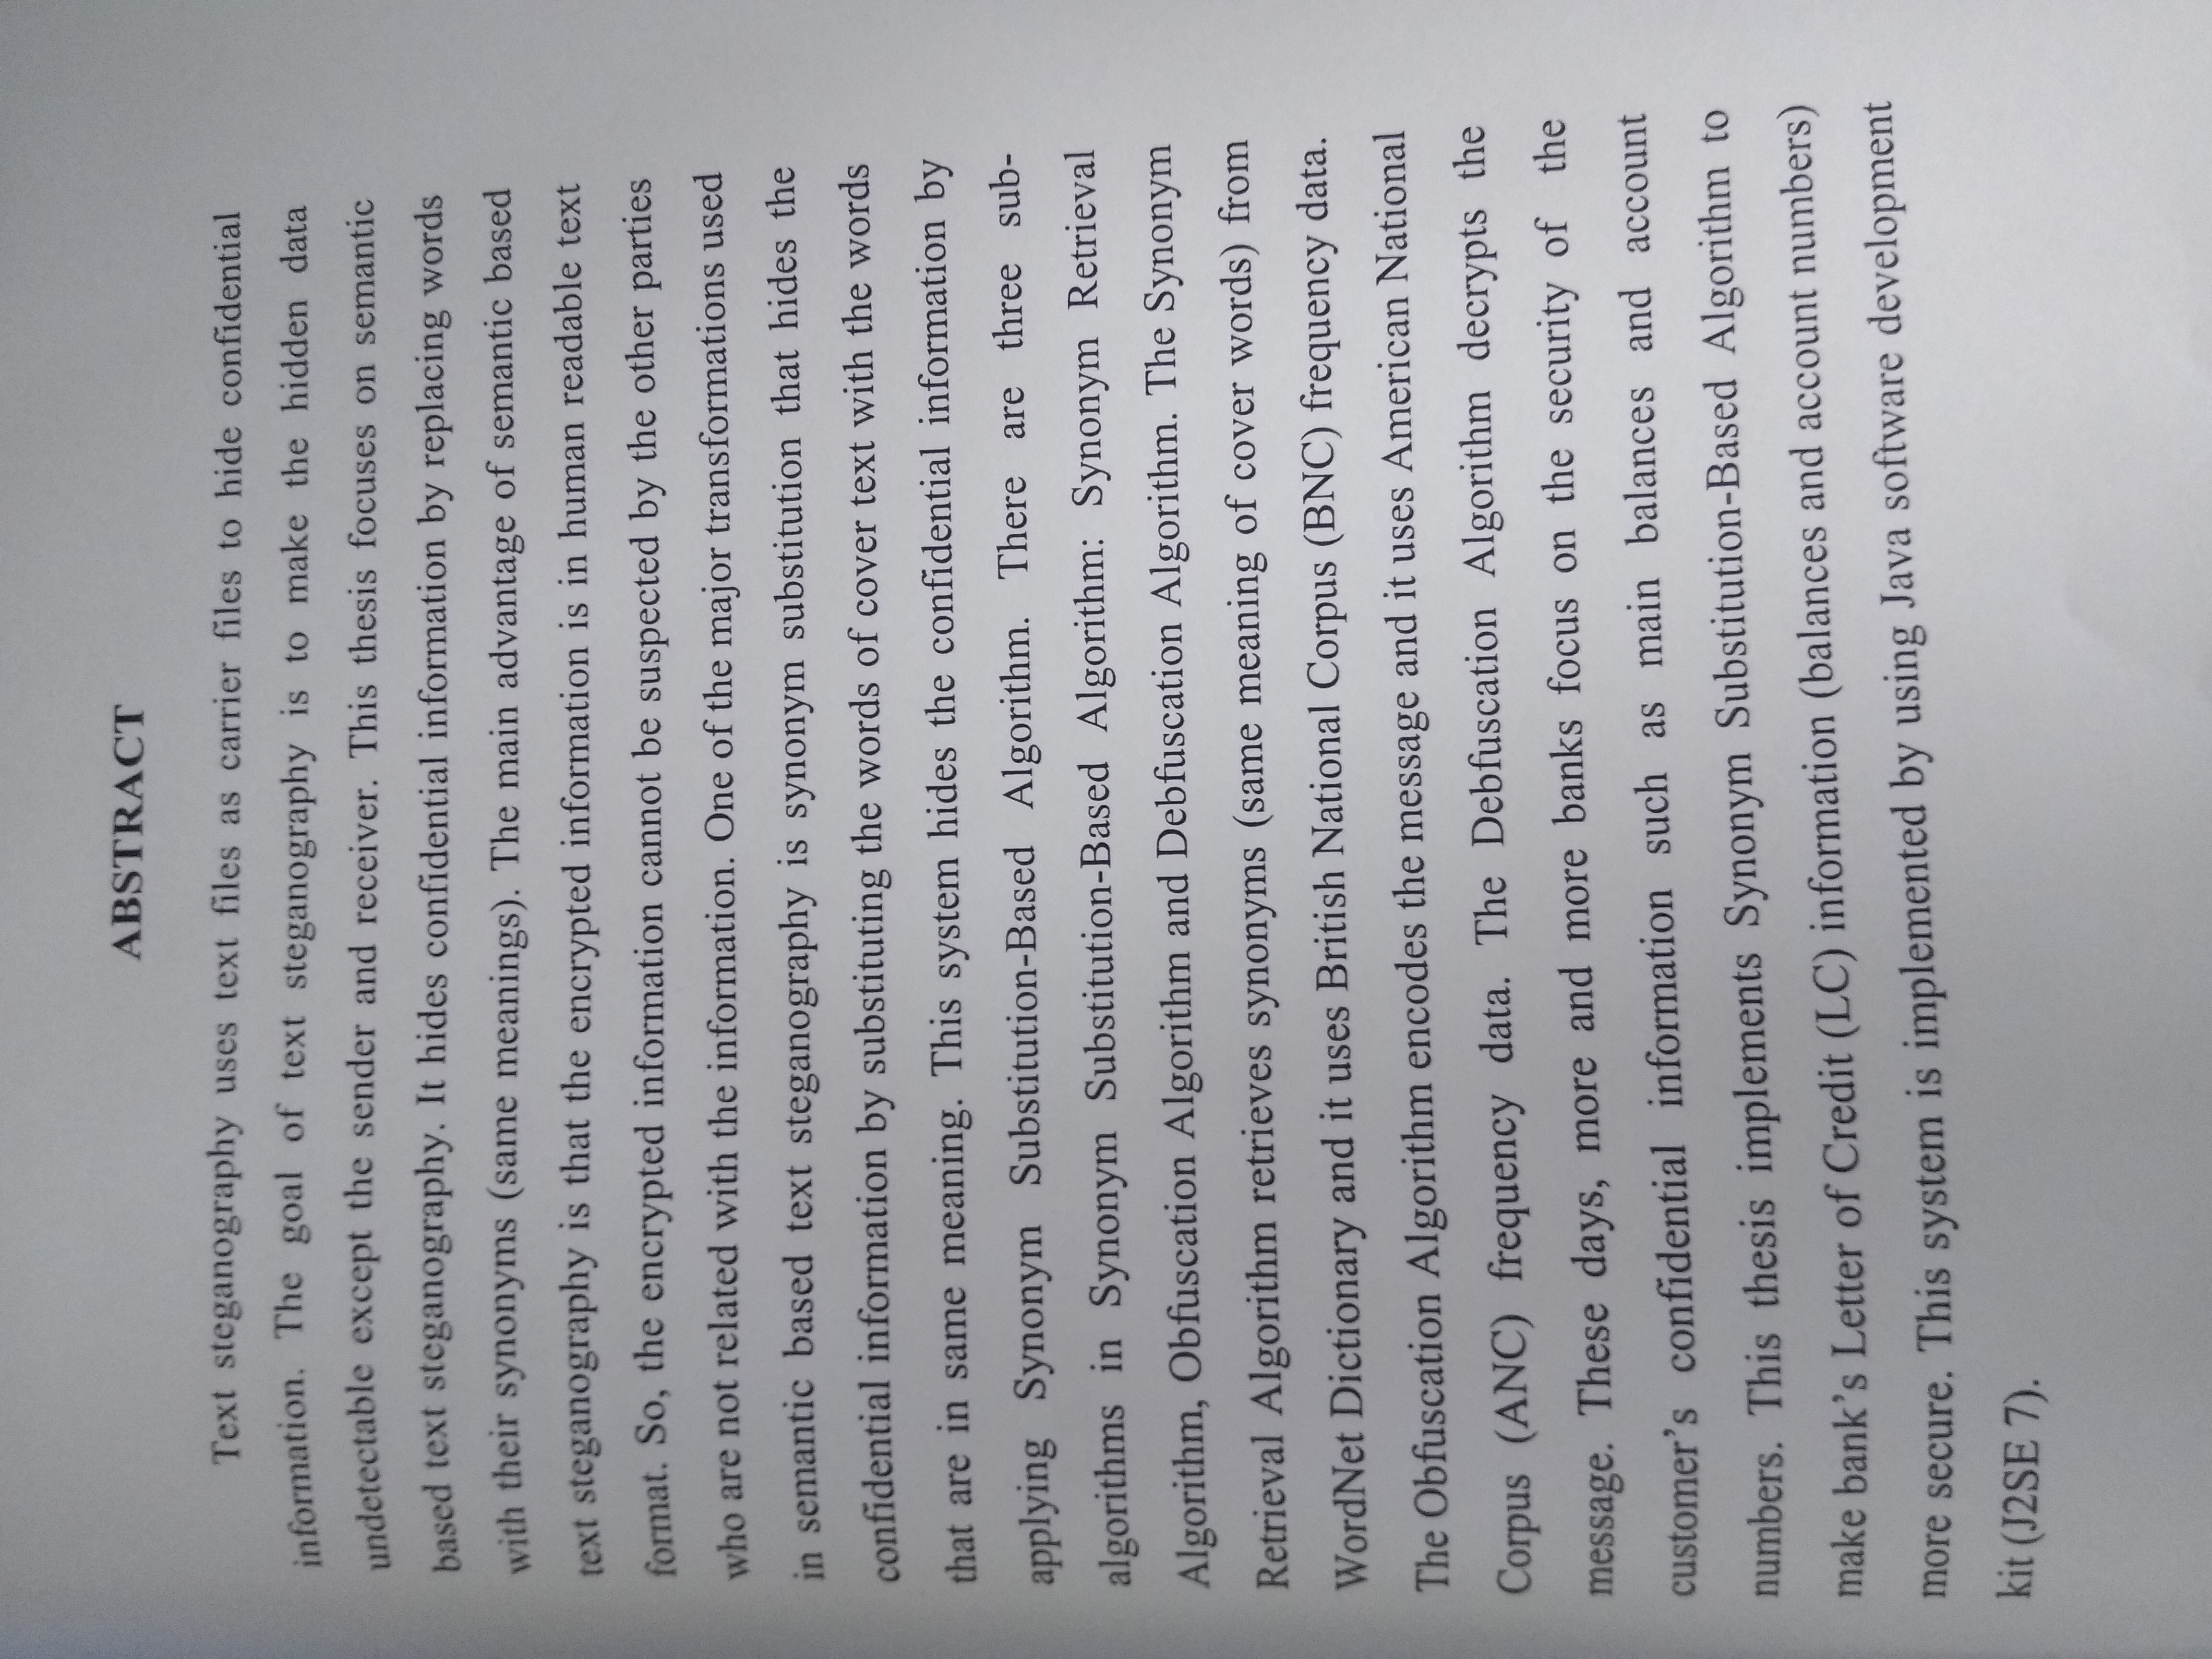 ABSTRACT
Text steganography uses text files as carrier files to hide confidential
information. The goal of text steganography is to make the hidden data
undetectable except the sender and receiver. This thesis focuses on semantic
based text steganography. It hides confidential information by replacing words
with their synonyms (same meanings). The main advantage of semantic based
text steganography is that the encrypted information is in human readable text
format. So, the encrypted information cannot be suspected by the other parties
who are not related with the information. One of the major transformations used
in semantic based text steganography is synonym substitution that hides the
confidential information by substituting the words of cover text with the words
that are in same meaning. This system hides the confidential information by
applying Synonym Substitution-Based Algorithm. There are three sub-
algorithms in Synonym Substitution-Based Algorithm: Synonym Retrieval
Algorithm, Obfuscation Algorithm and Debfuscation Algorithm. The Synonym
Retrieval Algorithm retrieves synonyms (same meaning of cover words) from
WordNet Dictionary and it uses British National Corpus (BNC) frequency data.
The Obfuscation Algorithm encodes the message and it uses American National
Corpus (ANC) frequency data. The Debfuscation Algorithm decrypts the
message. These days, more and more banks focus on the security of the
customer's confidential information such as main balances and account
numbers. This thesis implements Synonym Substitution-Based Algorithm to
make bank's Letter of Credit (LC) information (balances and account numbers)
more secure. This system is implemented by using Java software development
kit (J2SE 7).